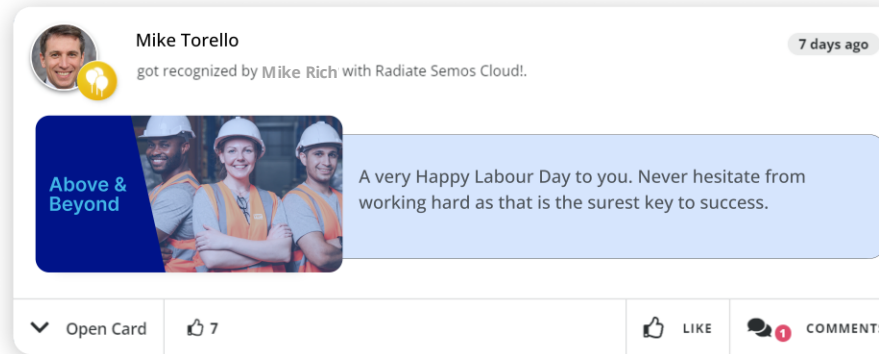 Mike Torello
7 days ago
got recognized by Mike Rich with Radiate Semos Cloud!.
Above &
Beyond
A very Happy Labour Day to you. Never hesitate from
working hard as that is the surest key to success.
Open Card
7
LIKE
1
COMMENT